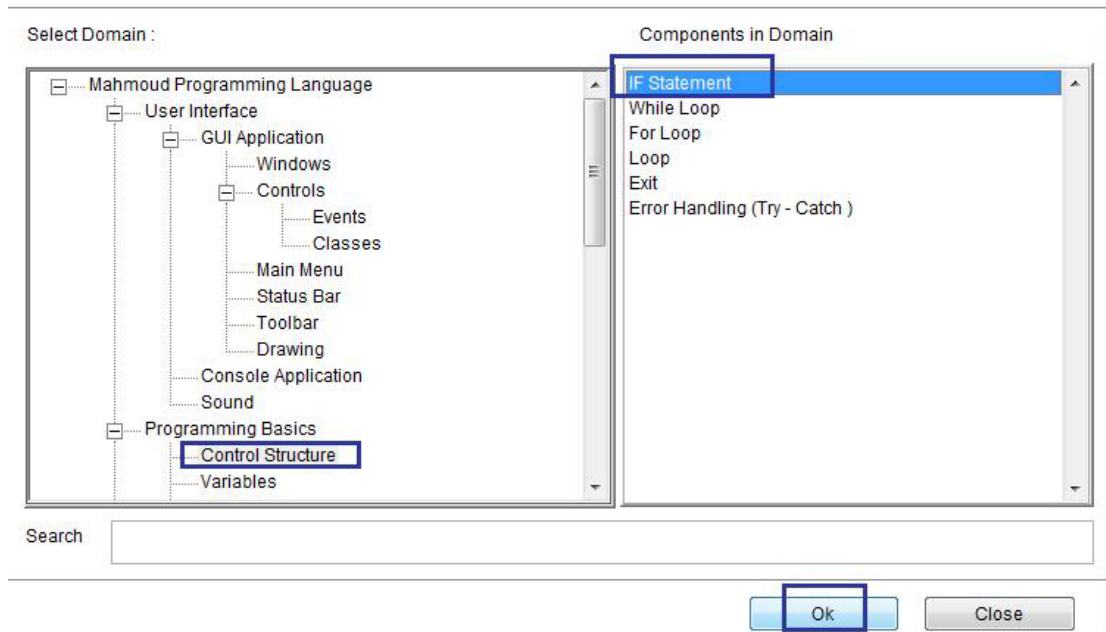 Select Domain :
Components in Domain
Mahmoud Programming Language
User Interface
GUI Application
Windows
Controls
Events
Classes
Main Menu
Status Bar
Toolbar
Drawing
Console Application
Sound
Programming Basics
Control Structure
Variables
IF Statement
While Loop
For Loop
Loop
Exit
Error Handling (Try - Catch )
Search
Ok
Close